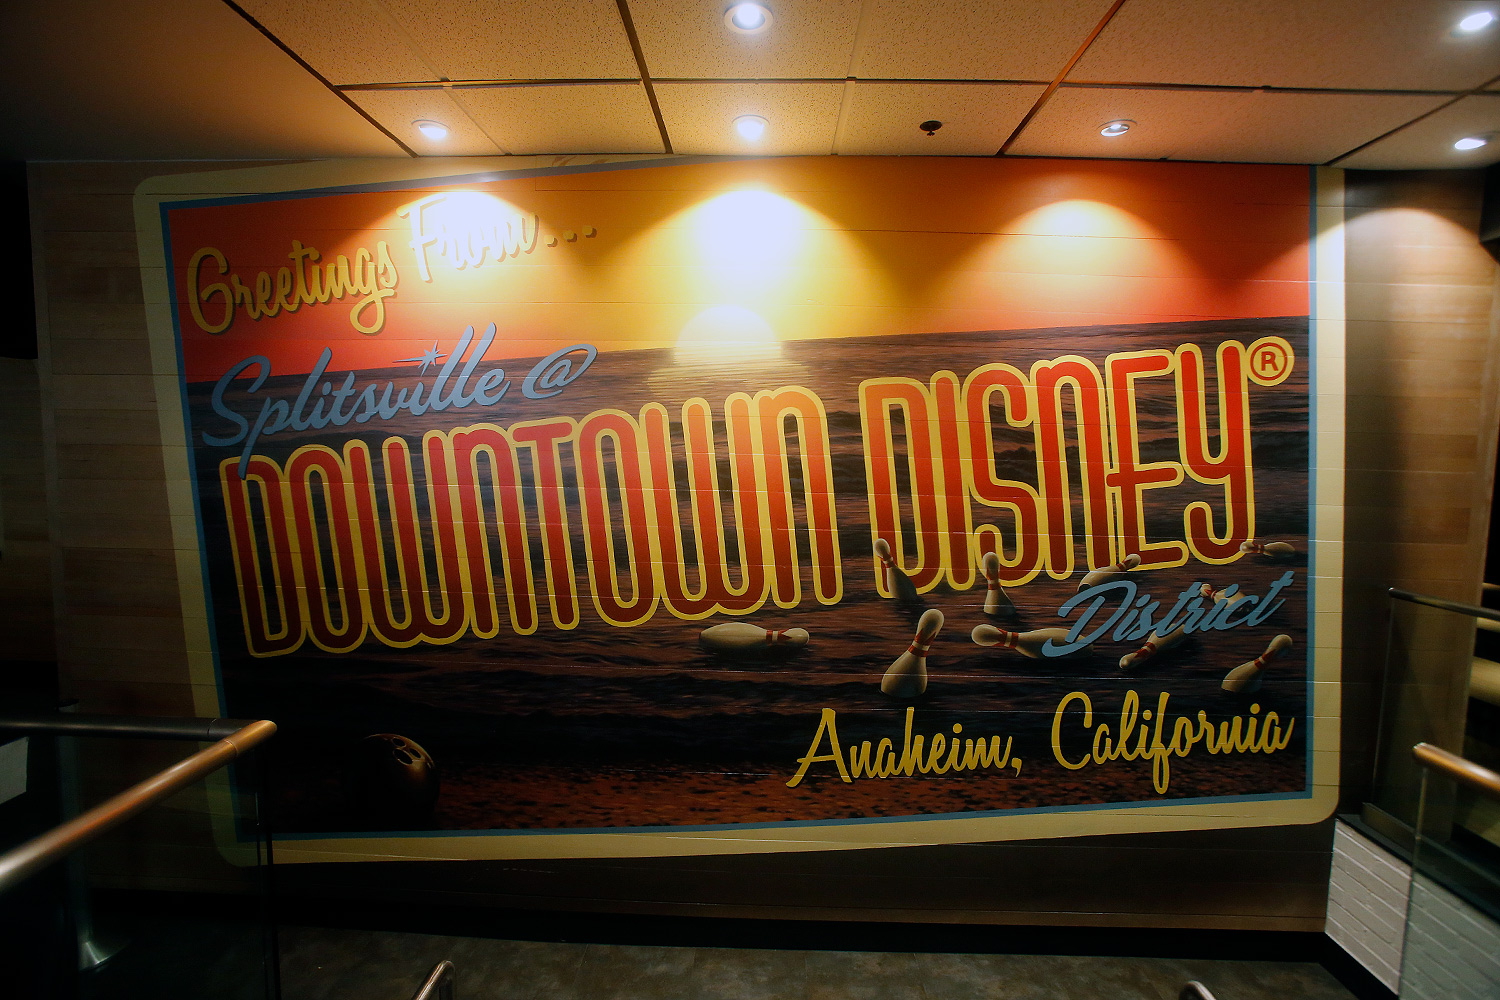 Greetings From...
Splitsville @
DOWNTOWN DISNEY®
District
Anaheim, California